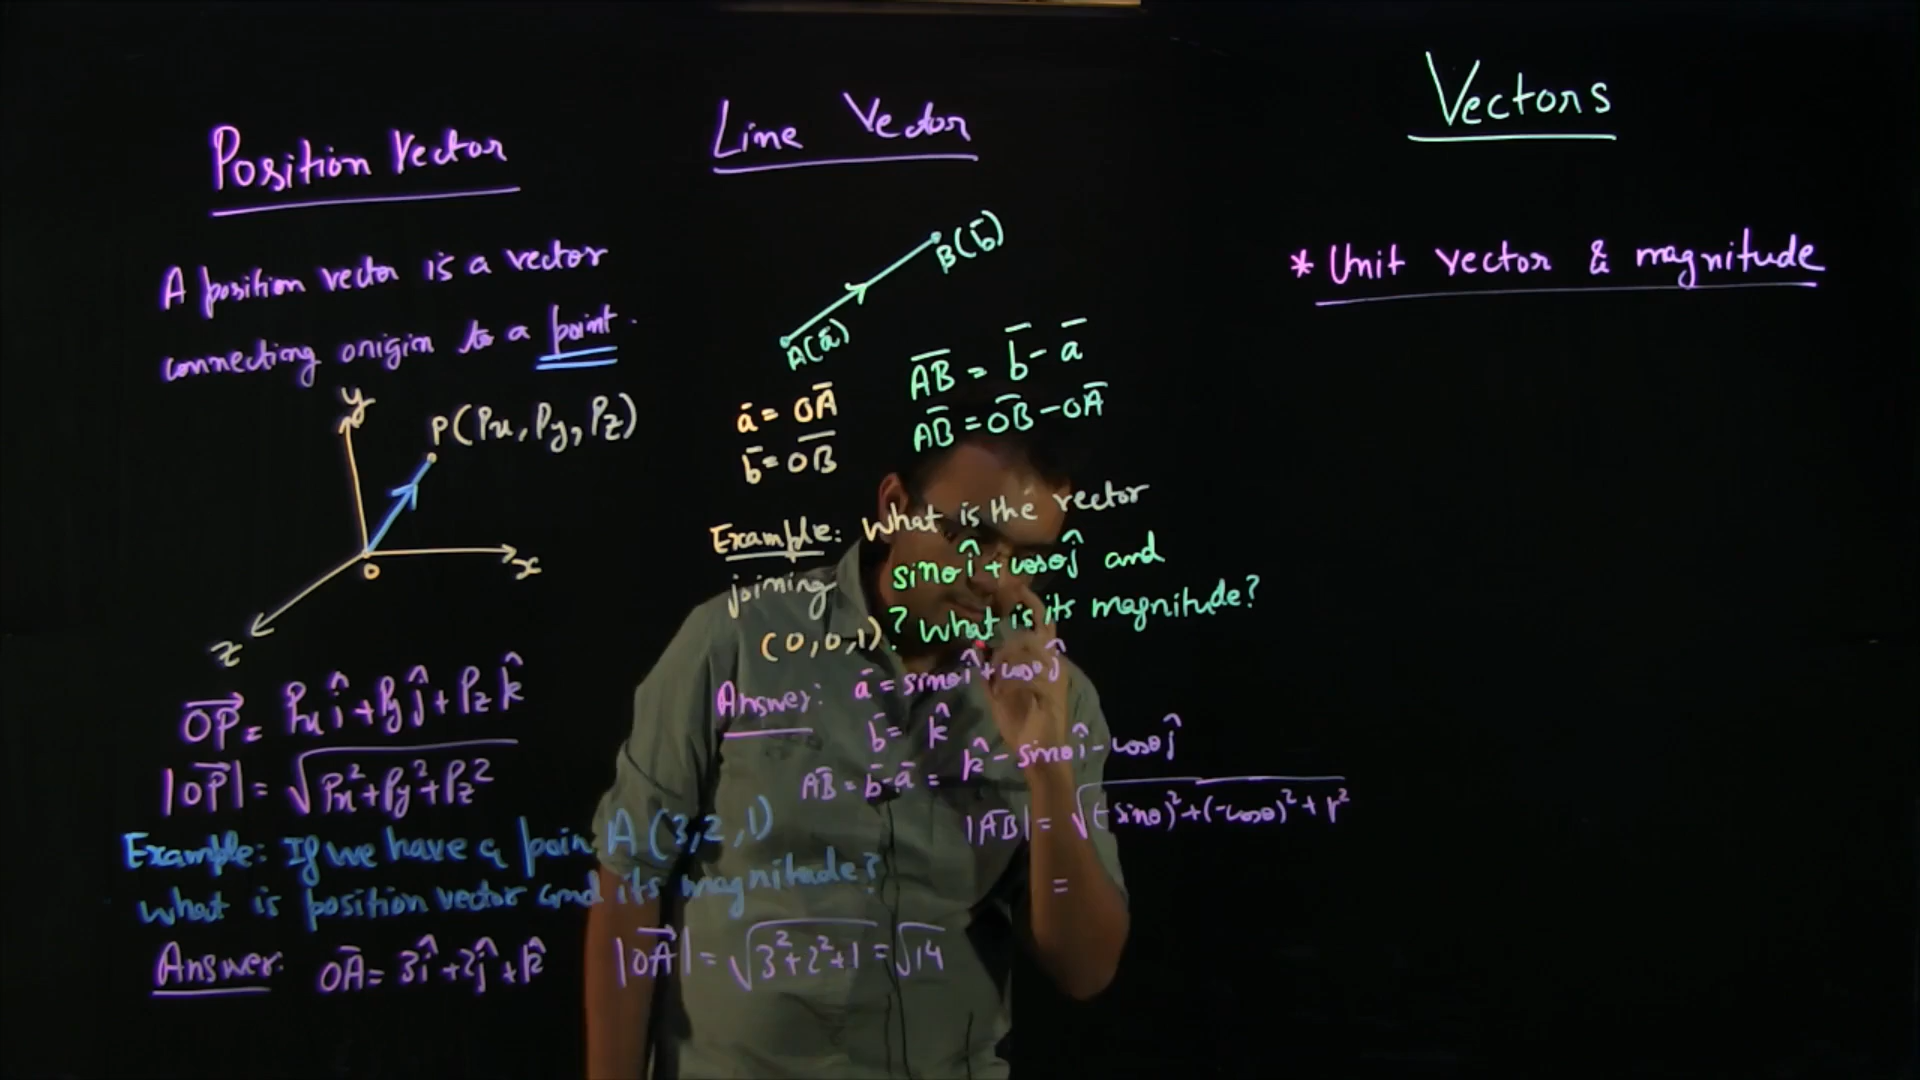 Position Vector
A position vector is a vector
connecting origin to a point.
y
P(Px, Py, Pz)
O
x
z
OP⃗ = Px î + Py ĵ + Pz k̂
|OP⃗| = √(Px² + Py² + Pz²)
Example: If we have a poin A (3,2,1)
what is position vector and its magnitude?
Answer: OA̅ = 3î + 2ĵ + k̂ |OA⃗| = √(3² + 2² + 1) = √14
Line Vector
B(b̅)
A(a̅)
a̅ = OA̅
b̅ = OB̅
A̅B̅ = b̅ - a̅
AB̅ = OB̅ - OA̅
Example: What is the vector
joining sinθ î + cosθ ĵ and
(0,0,1)? What is its magnitude?
Answer: a̅ = sinθ î + cosθ ĵ
b̅ = k̂
AB̅ = b̅ - a̅ = k̂ - sinθ î - cosθ ĵ
|AB̅| = √((-sinθ)² + (-cosθ)² + 1²)
=
Vectors
* Unit vector & magnitude